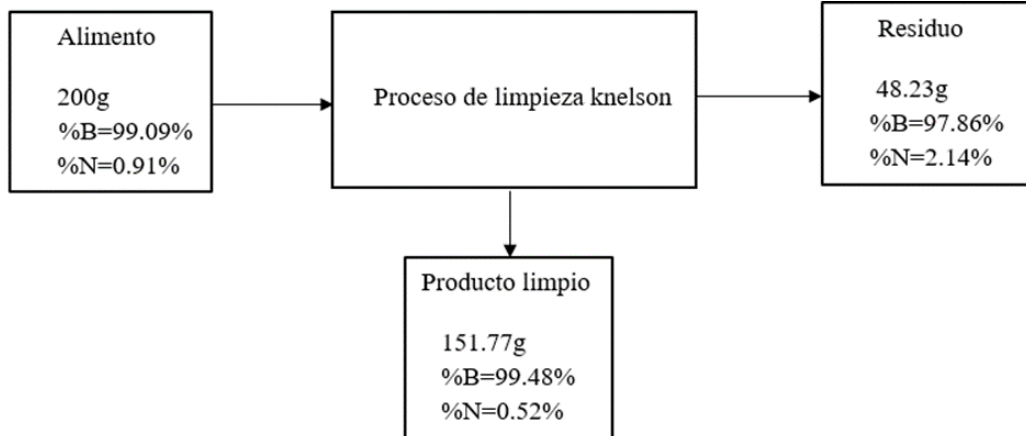 Alimento
200g
%B=99.09%
%N=0.91%
Proceso de limpieza knelson
Residuo
48.23g
%B=97.86%
%N=2.14%
Producto limpio
151.77g
%B=99.48%
%N=0.52%